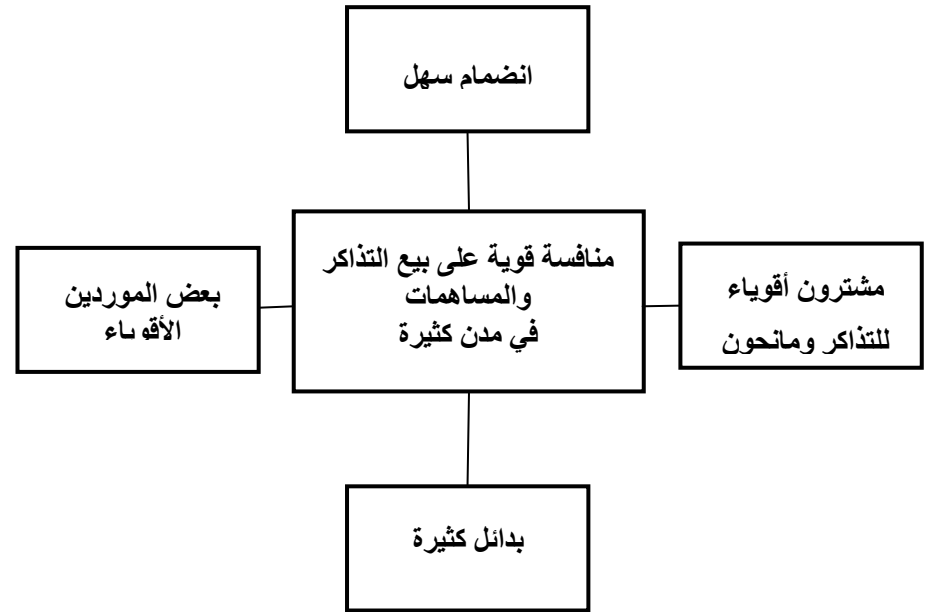 انضمام سهل
منافسة قوية على بيع التذاكر
والمساهمات
في مدن كثيرة
مشترون أقوياء
للتذاكر ومانحون
بعض الموردين
الأقوياء
بدائل كثيرة